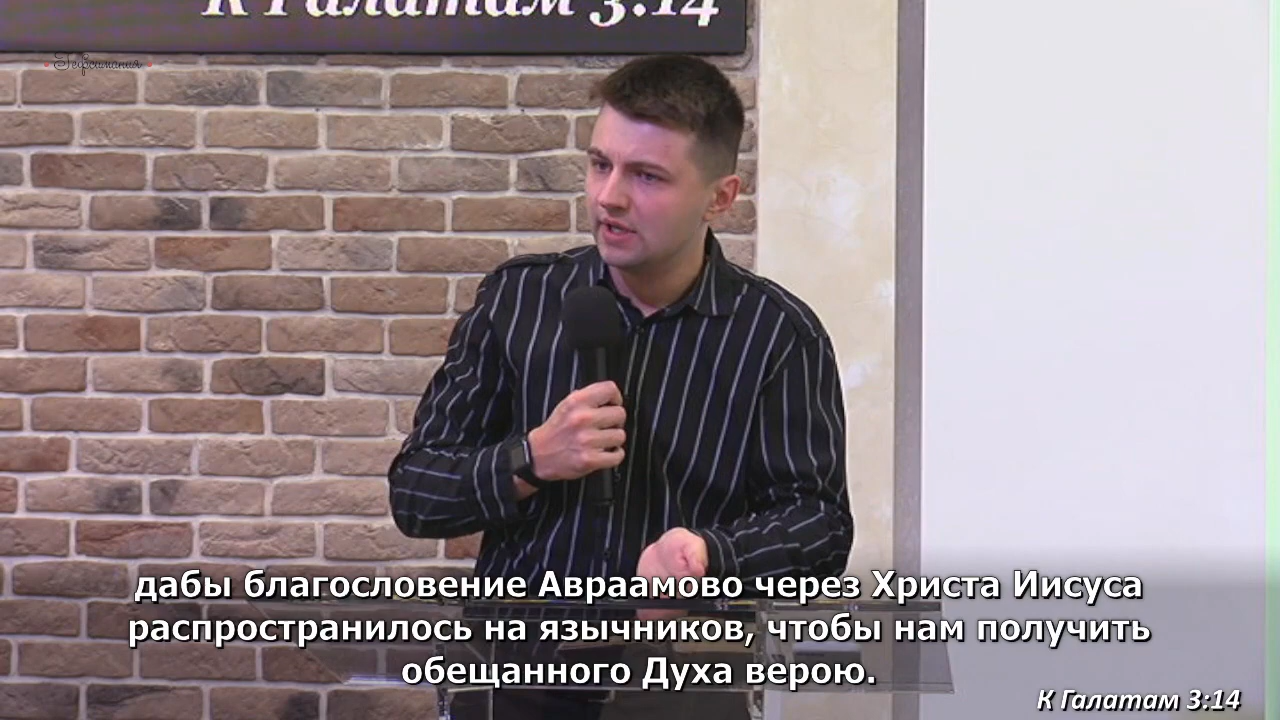 К Галатам 3:14
Гефсимания
дабы благословение Авраамово через Христа Иисуса
распространилось на язычников, чтобы нам получить
обещанного Духа верою.
К Галатам 3:14